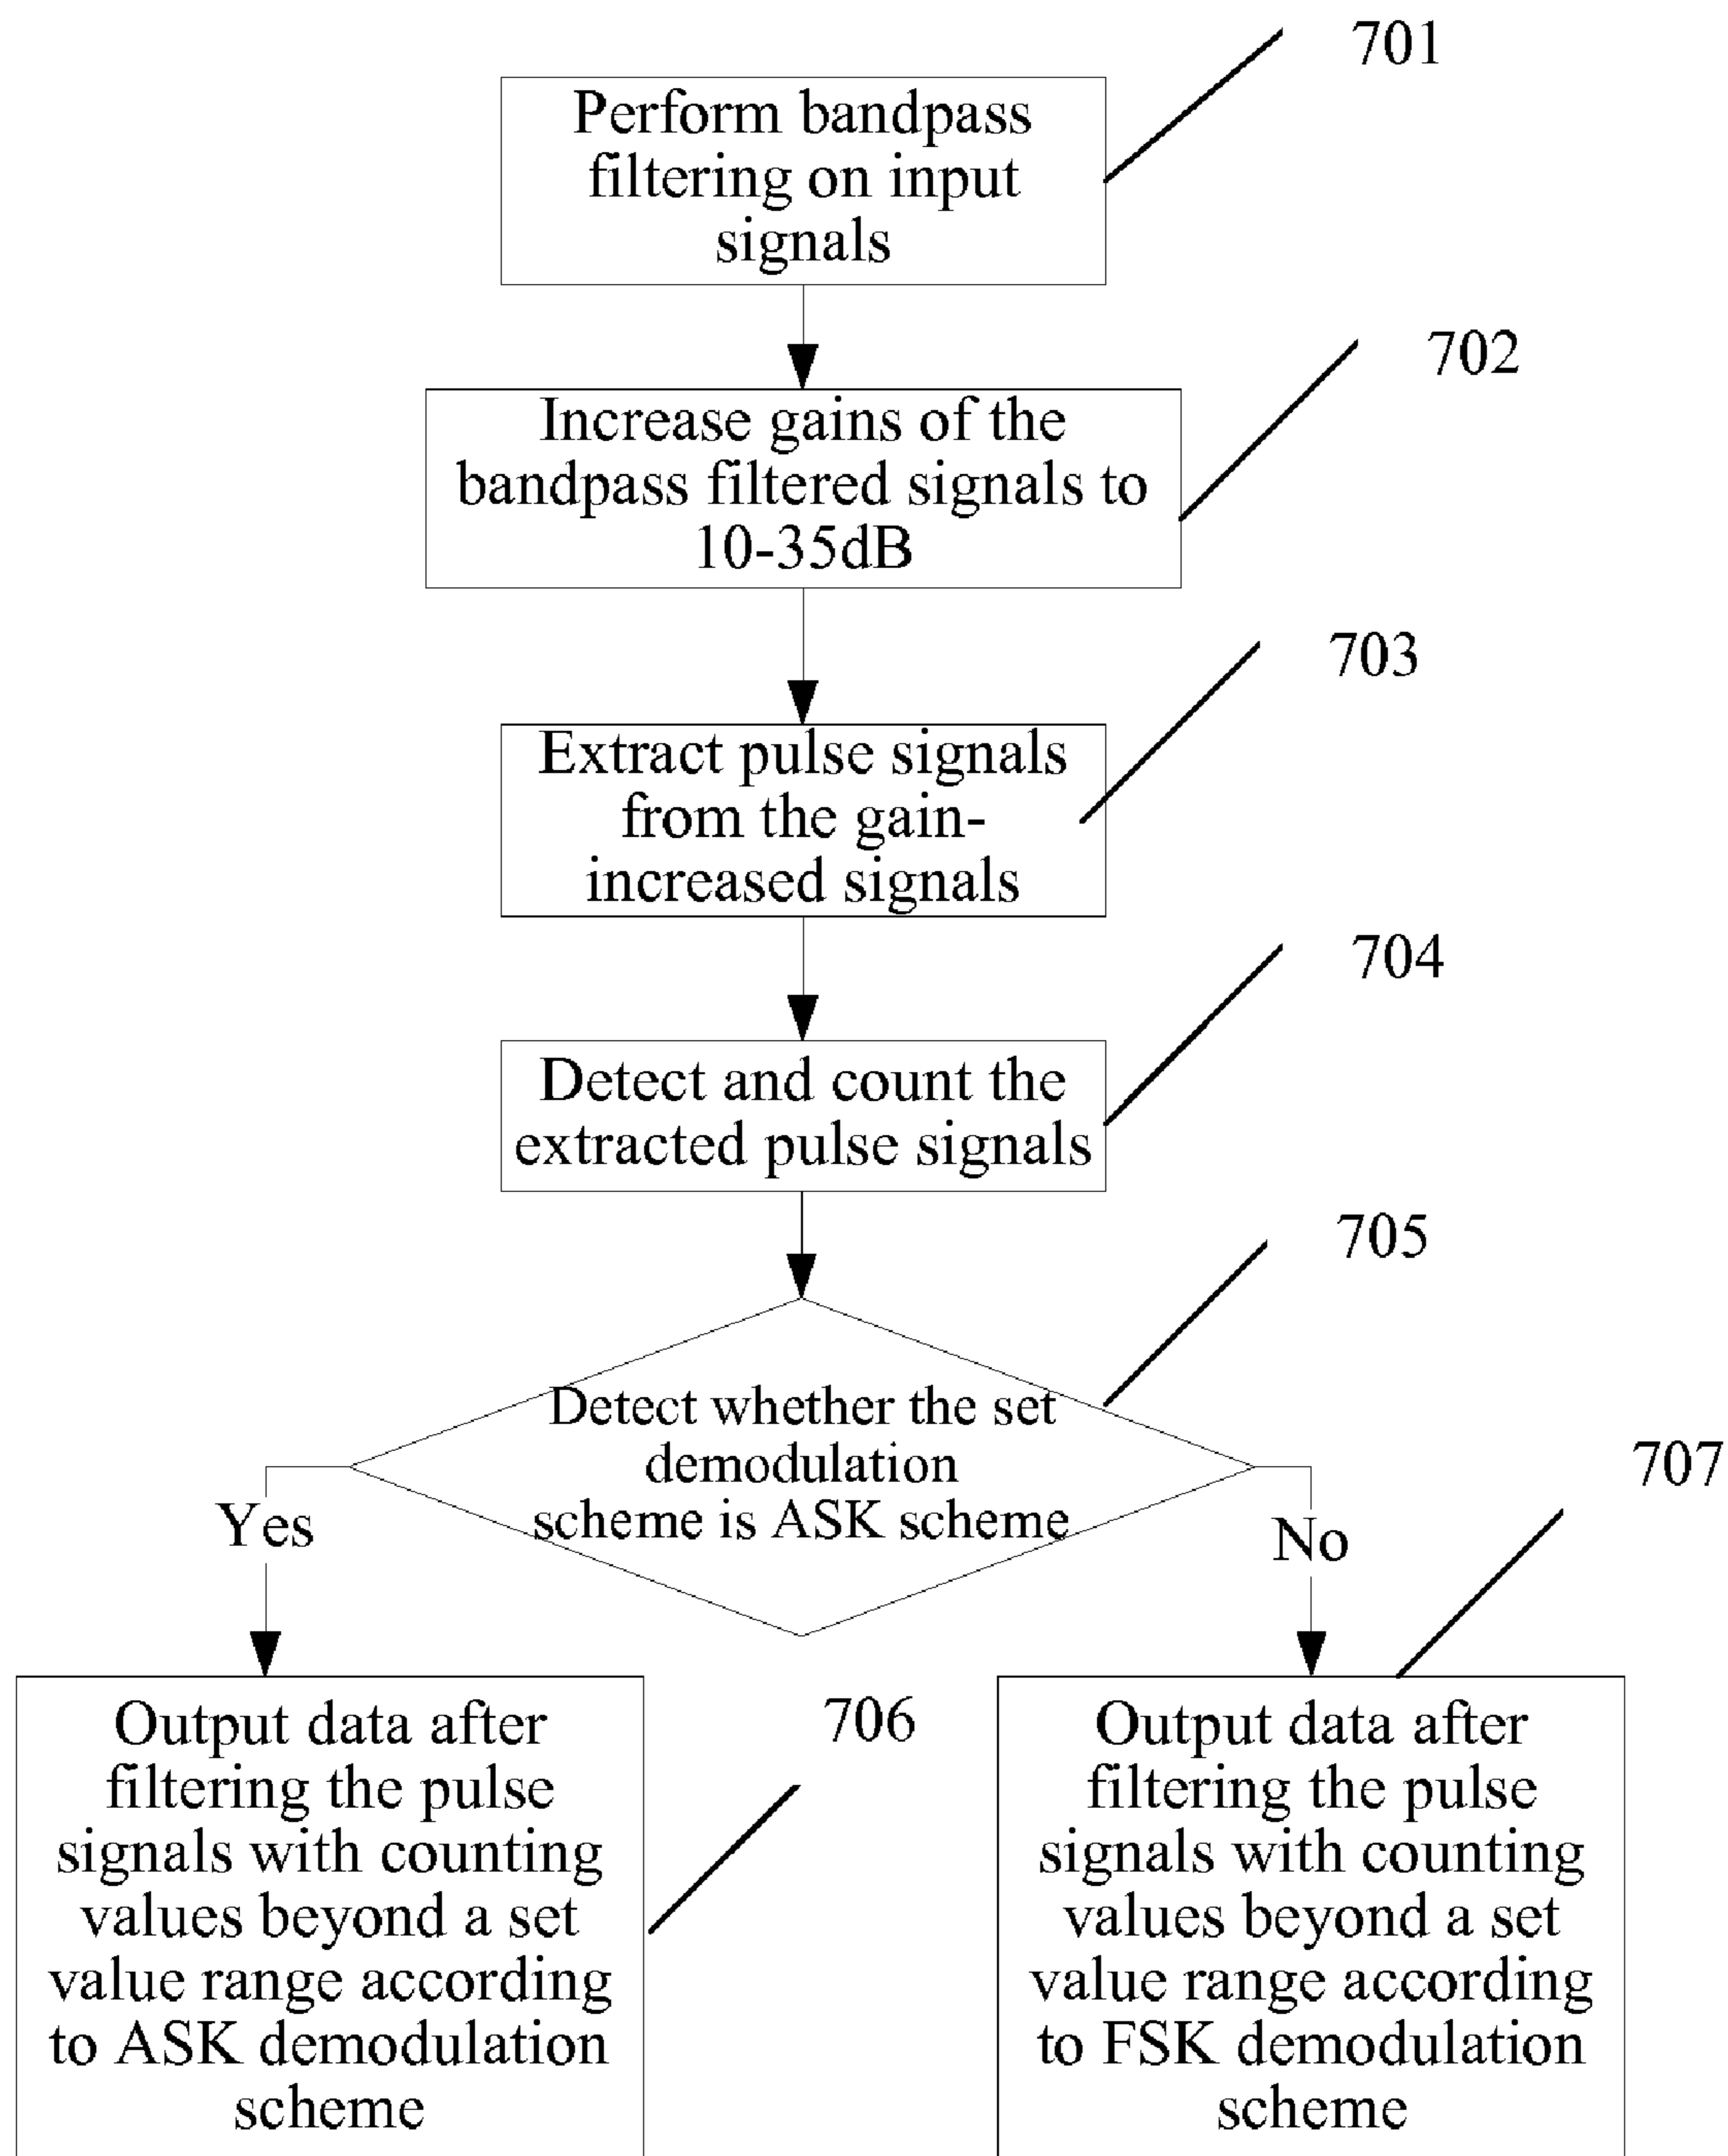 701
Perform bandpass
filtering on input
signals
702
Increase gains of the
bandpass filtered signals to
10-35dB
703
Extract pulse signals
from the gain-
increased signals
704
Detect and count the
extracted pulse signals
705
Detect whether the set
demodulation
scheme is ASK scheme
Yes
No
707
706
Output data after
filtering the pulse
signals with counting
values beyond a set
value range according
to ASK demodulation
scheme
Output data after
filtering the pulse
signals with counting
values beyond a set
value range according
to FSK demodulation
scheme